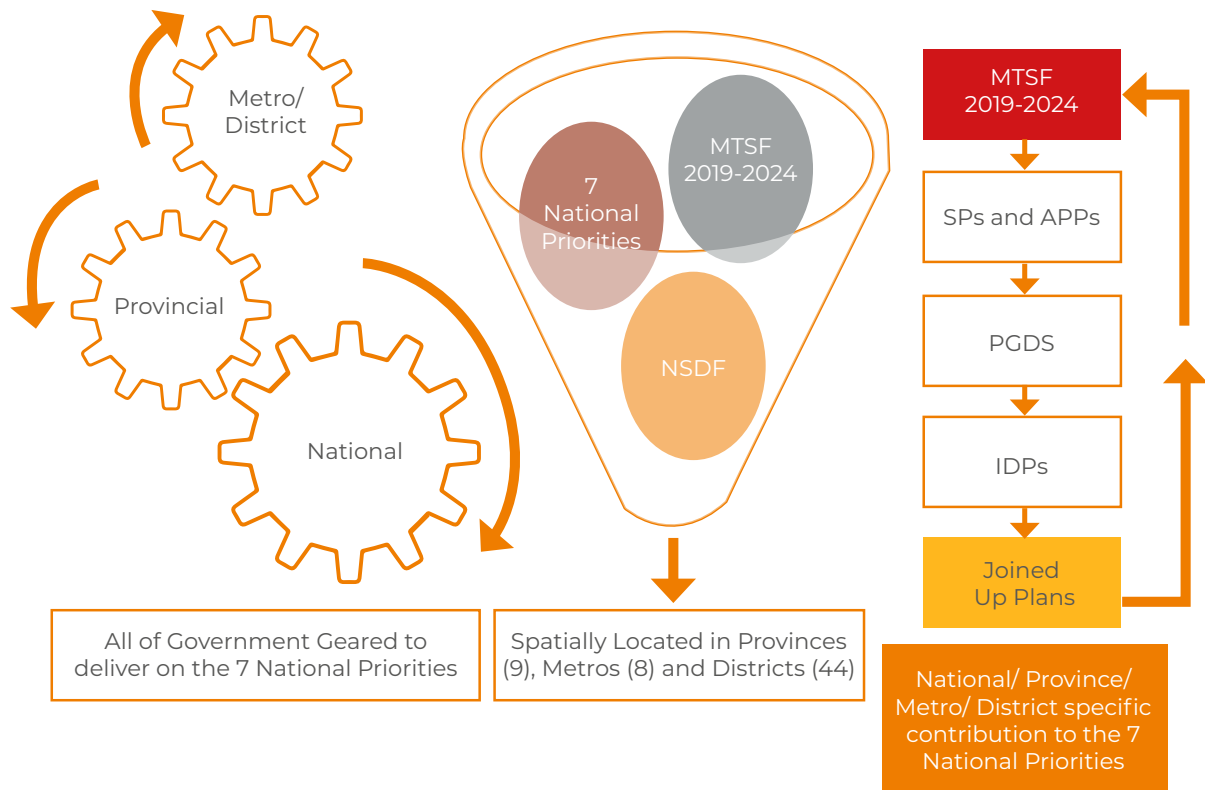 Metro/
District
Provincial
National
All of Government Geared to
deliver on the 7 National Priorities
7
National
Priorities
MTSF
2019-2024
NSDF
Spatially Located in Provinces
(9), Metros (8) and Districts (44)
MTSF
2019-2024
SPs and APPs
PGDS
IDPs
Joined
Up Plans
National/ Province/
Metro/ District specific
contribution to the 7
National Priorities